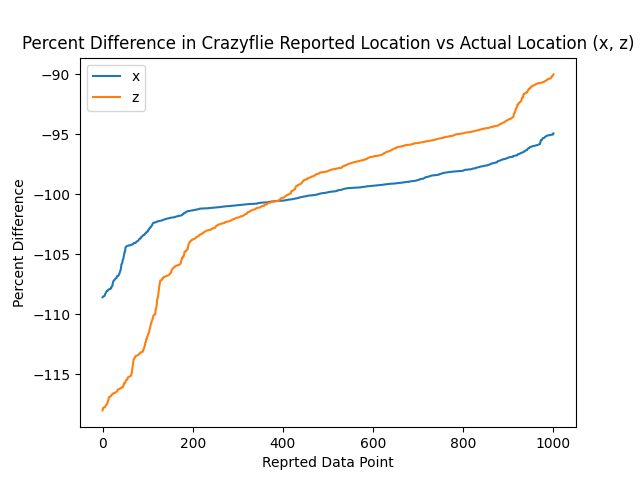 Percent Difference in Crazyflie Reported Location vs Actual Location (x, z)
x
z
−90
−95
−100
−105
−110
−115
Percent Difference
0 200 400 600 800 1000
Reprted Data Point